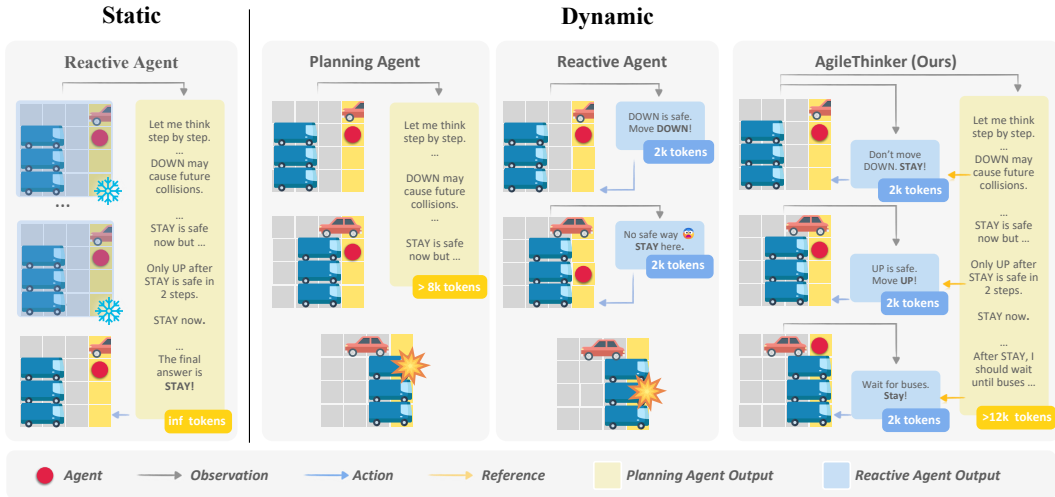 Static
Dynamic
Reactive Agent
Let me think
step by step.
...
DOWN may
cause future
collisions.
...
STAY is safe
now but ...
Only UP after
STAY is safe in
2 steps.
STAY now.
...
The final
answer is
STAY!
inf tokens
...
Planning Agent
Let me think
step by step.
...
DOWN may
cause future
collisions.
...
STAY is safe
now but ...
> 8k tokens
Reactive Agent
DOWN is safe.
Move DOWN!
2k tokens
No safe way
STAY here.
2k tokens
AgileThinker (Ours)
Don't move
DOWN. STAY!
2k tokens
UP is safe.
Move UP!
2k tokens
Wait for buses.
Stay!
2k tokens
Let me think
step by step.
...
DOWN may
cause future
collisions.
...
STAY is safe
now but ...
Only UP after
STAY is safe in
2 steps.
STAY now.
...
After STAY, I
should wait
until buses ...
>12k tokens
Agent
Observation
Action
Reference
Planning Agent Output
Reactive Agent Output